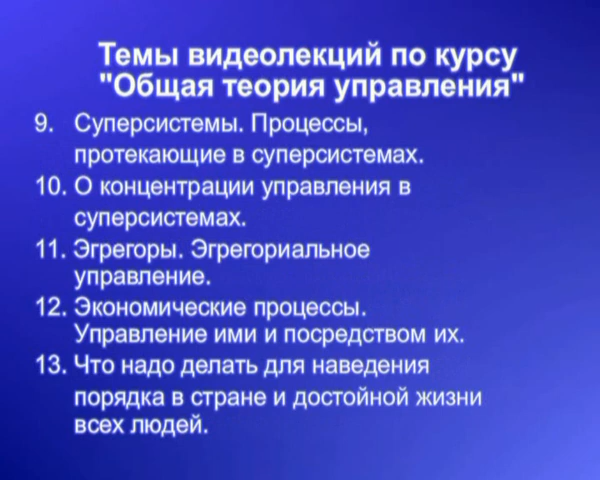 Темы видеолекций по курсу
"Общая теория управления"
9. Суперсистемы. Процессы,
протекающие в суперсистемах.
10. О концентрации управления в
суперсистемах.
11. Эгрегоры. Эгрегориальное
управление.
12. Экономические процессы.
Управление ими и посредством их.
13. Что надо делать для наведения
порядка в стране и достойной жизни
всех людей.